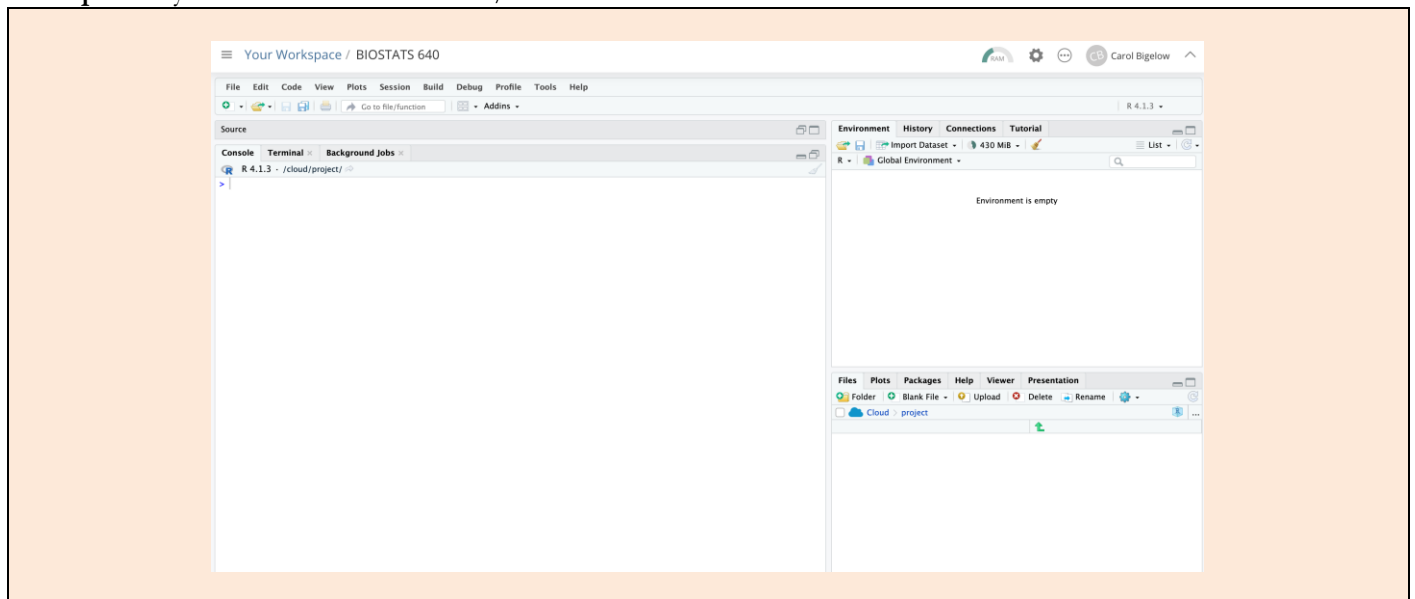 Your Workspace / BIOSTATS 640
RAM
CB Carol Bigelow
File Edit Code View Plots Session Build Debug Profile Tools Help
Go to file/function Addins
R 4.1.3
Source
Console Terminal Background Jobs
R 4.1.3 · /cloud/project/
>
Environment History Connections Tutorial
Import Dataset 430 MiB List
R Global Environment
Environment is empty
Files Plots Packages Help Viewer Presentation
Folder Blank File Upload Delete Rename
Cloud project
...